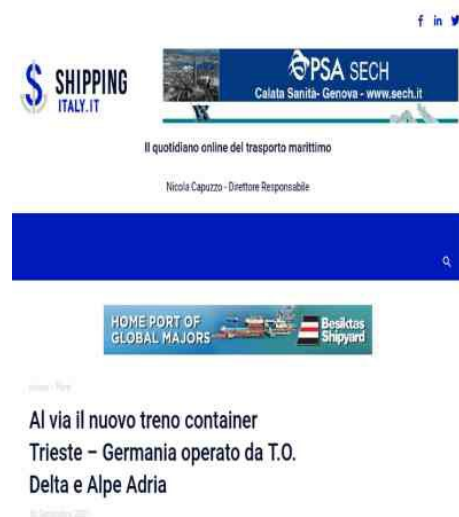 f in
SHIPPING
ITALY.IT
PSA SECH
Calata Sanità- Genova - www.sech.it
Il quotidiano online del trasporto marittimo
Nicola Capuzzo - Direttore Responsabile
HOME PORT OF
GLOBAL MAJORS
Besiktas
Shipyard
Al via il nuovo treno container
Trieste – Germania operato da T.O.
Delta e Alpe Adria